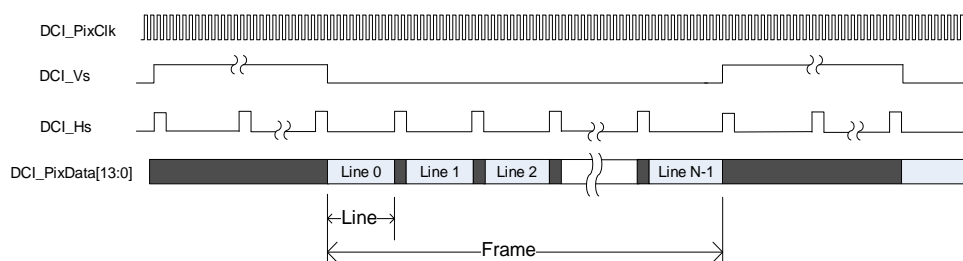 DCI_PixClk
DCI_Vs
DCI_Hs
DCI_PixData[13:0]
Line 0
Line 1
Line 2
Line N-1
Line
Frame